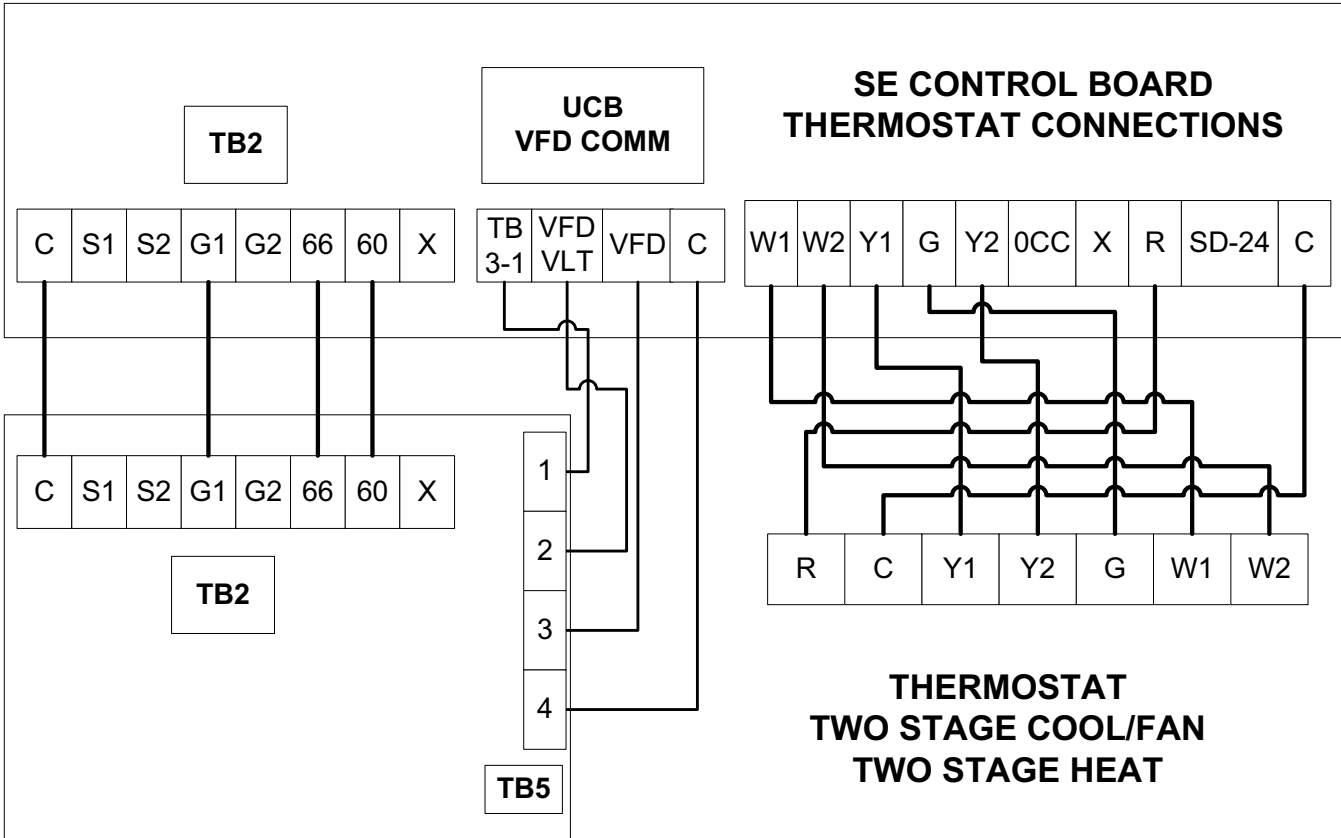 SE CONTROL BOARD
THERMOSTAT CONNECTIONS
UCB
VFD COMM
TB2
C S1 S2 G1 G2 66 60 X
TB
3-1
VFD
VLT
VFD
C
W1 W2 Y1 G Y2 0CC X R SD-24 C
C S1 S2 G1 G2 66 60 X
TB2
1
2
3
4
TB5
R C Y1 Y2 G W1 W2
THERMOSTAT
TWO STAGE COOL/FAN
TWO STAGE HEAT